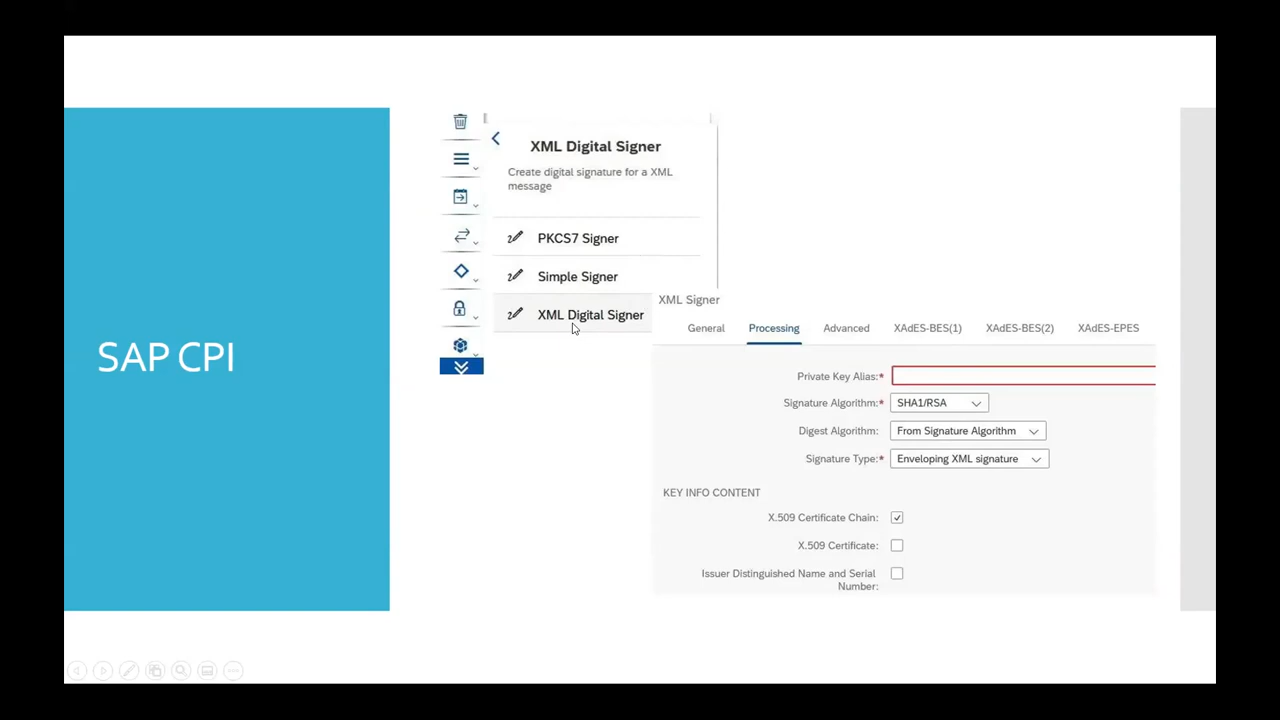 SAP CPI
XML Digital Signer
Create digital signature for a XML
message
PKCS7 Signer
Simple Signer
XML Digital Signer
XML Signer
General Processing Advanced XAdES-BES(1) XAdES-BES(2) XAdES-EPES
Private Key Alias:*
Signature Algorithm:* SHA1/RSA
Digest Algorithm: From Signature Algorithm
Signature Type:* Enveloping XML signature
KEY INFO CONTENT
X.509 Certificate Chain:
X.509 Certificate:
Issuer Distinguished Name and Serial
Number: